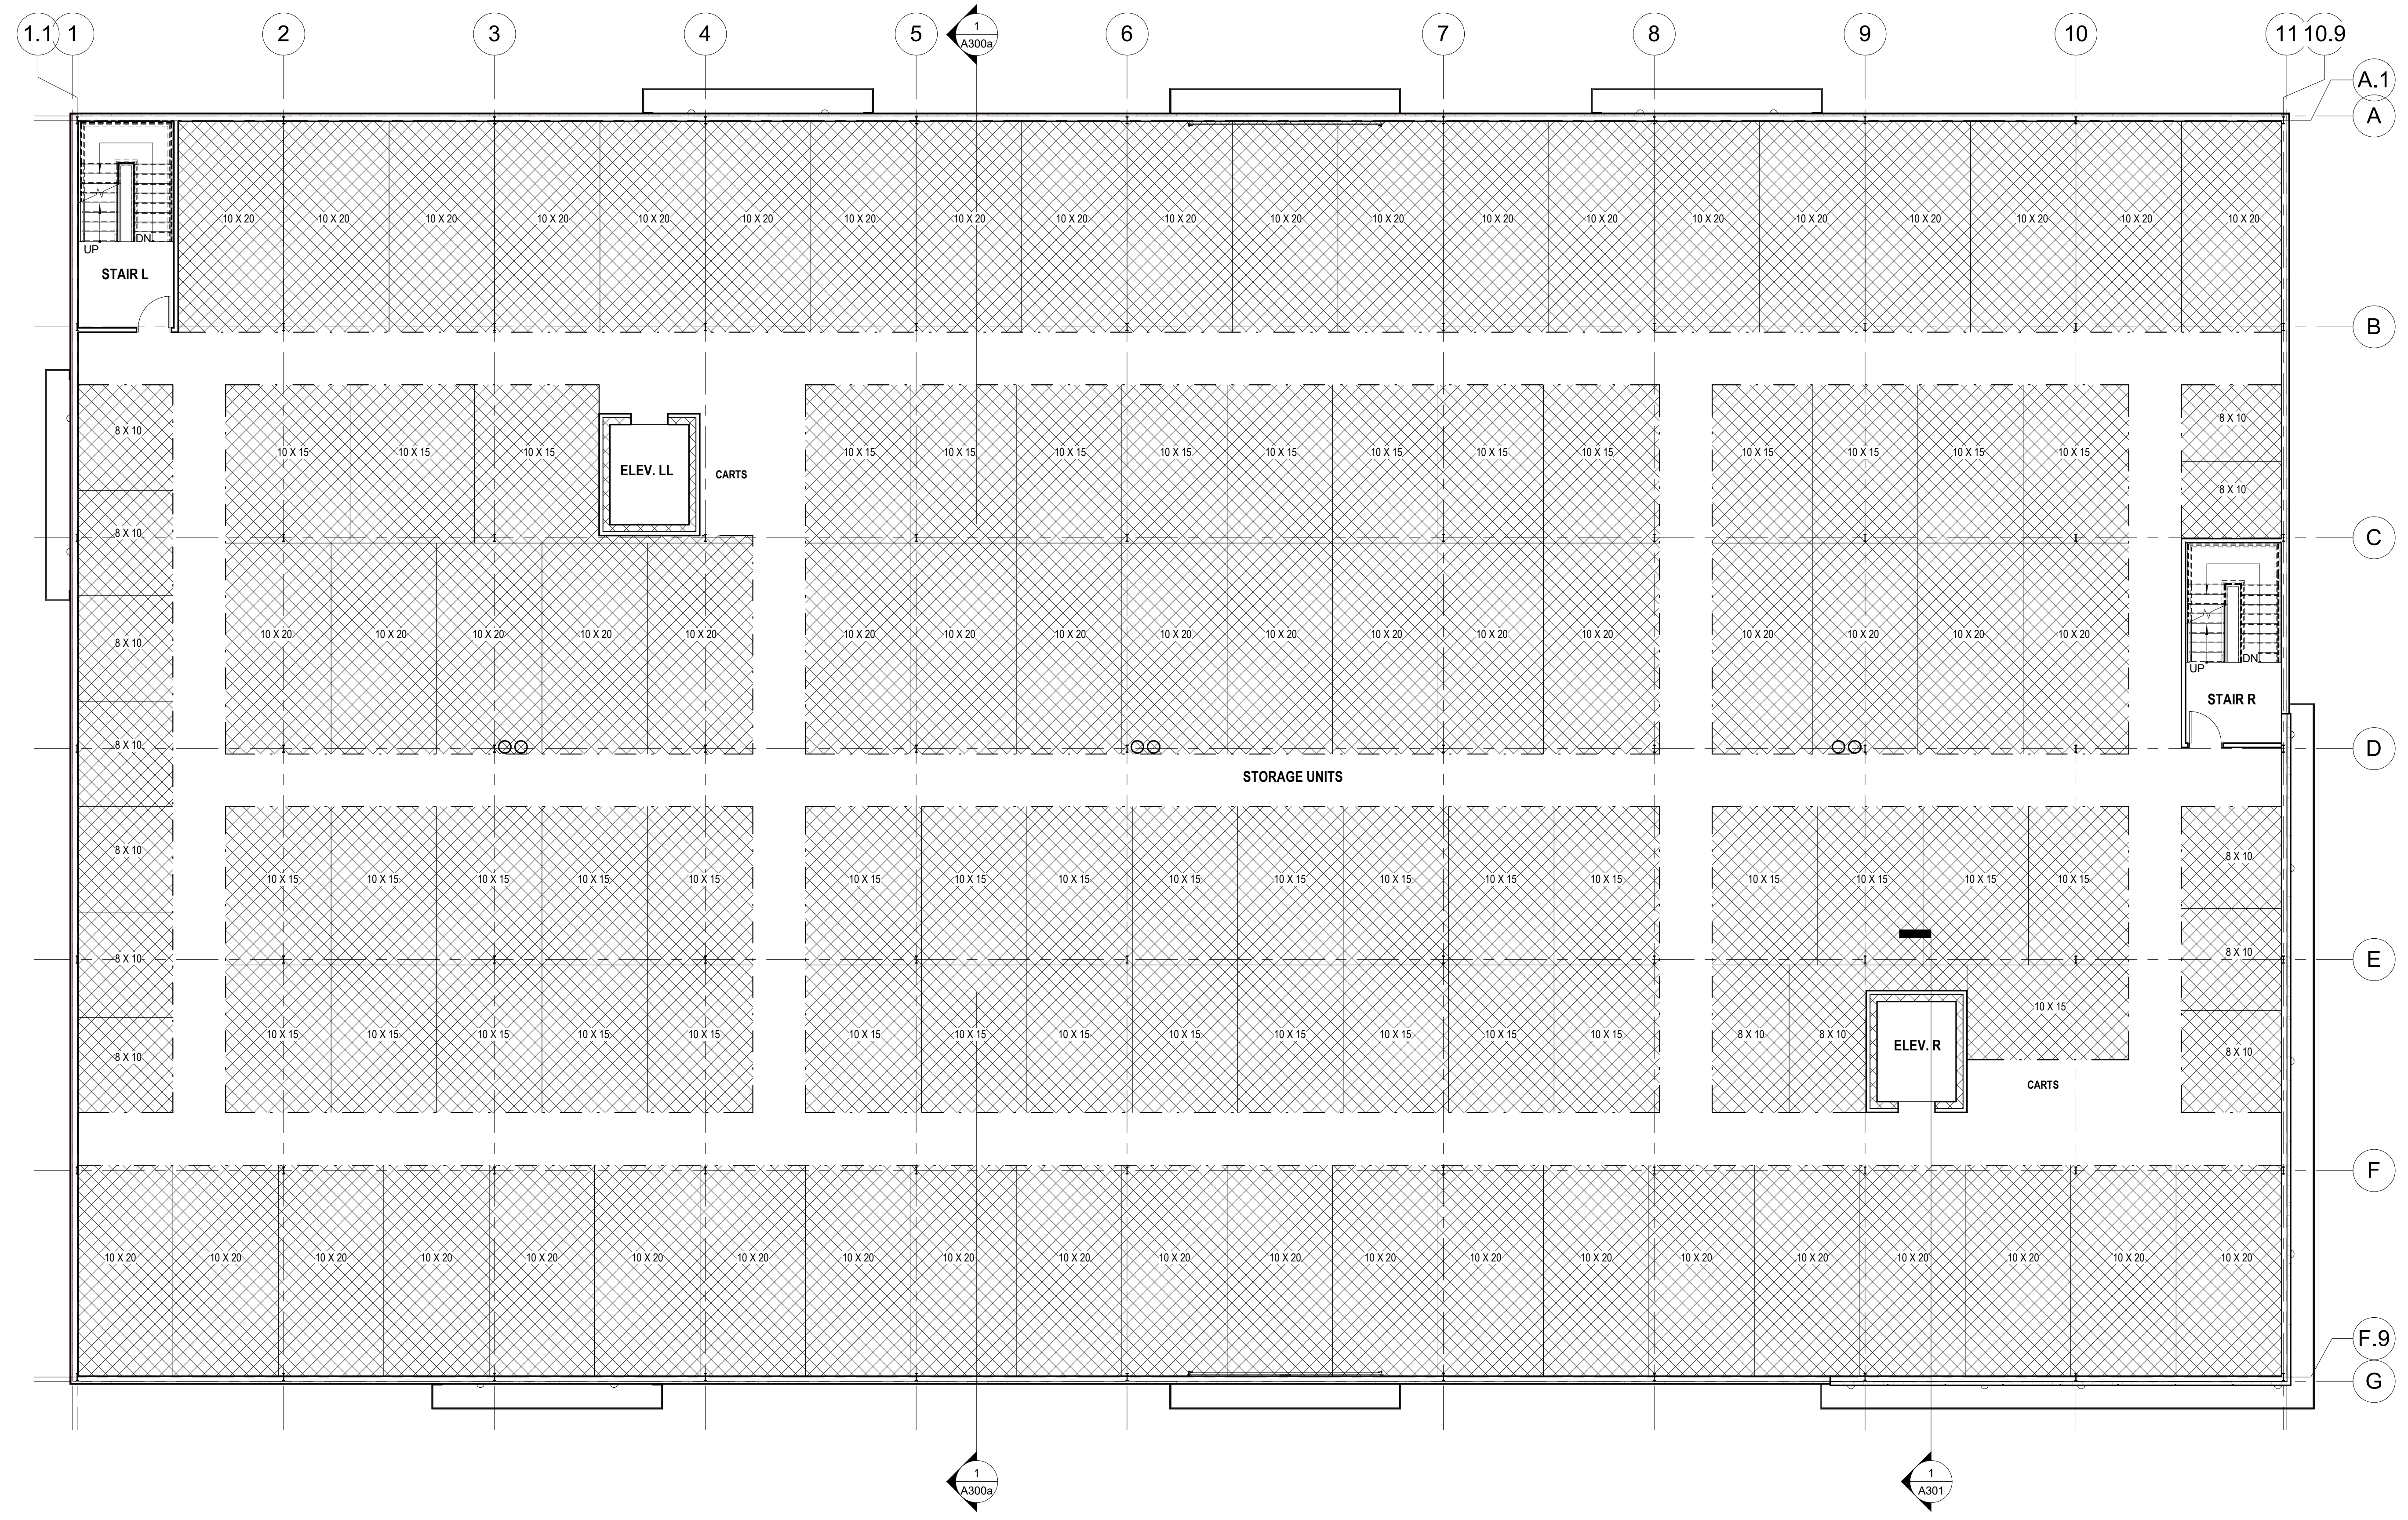 1.1 1 2 3 4 5 6 7 8 9 10 11 10.9
1
A300a
A.1
A
10 X 20 10 X 20 10 X 20 10 X 20 10 X 20 10 X 20 10 X 20 10 X 20 10 X 20 10 X 20 10 X 20 10 X 20 10 X 20 10 X 20 10 X 20 10 X 20 10 X 20 10 X 20 10 X 20 10 X 20
DN
UP
STAIR L
B
8 X 10
8 X 10
10 X 15 10 X 15 10 X 15 10 X 15 10 X 15 10 X 15 10 X 15 10 X 15 10 X 15 10 X 15 10 X 15 10 X 15 10 X 15 10 X 15 10 X 15
ELEV. LL
CARTS
8 X 10
8 X 10
C
10 X 20 10 X 20 10 X 20 10 X 20 10 X 20 10 X 20 10 X 20 10 X 20 10 X 20 10 X 20 10 X 20 10 X 20 10 X 20 10 X 20 10 X 20 10 X 20 10 X 20
8 X 10
DN
UP
STAIR R
8 X 10
D
STORAGE UNITS
8 X 10
8 X 10
10 X 15 10 X 15 10 X 15 10 X 15 10 X 15 10 X 15 10 X 15 10 X 15 10 X 15 10 X 15 10 X 15 10 X 15 10 X 15 10 X 15 10 X 15 10 X 15 10 X 15
8 X 10
8 X 10
E
10 X 15
10 X 15 10 X 15 10 X 15 10 X 15 10 X 15 10 X 15 10 X 15 10 X 15 10 X 15 10 X 15 10 X 15 10 X 15 10 X 15 8 X 10 8 X 10
ELEV. R
8 X 10
8 X 10
CARTS
F
10 X 20 10 X 20 10 X 20 10 X 20 10 X 20 10 X 20 10 X 20 10 X 20 10 X 20 10 X 20 10 X 20 10 X 20 10 X 20 10 X 20 10 X 20 10 X 20 10 X 20 10 X 20 10 X 20 10 X 20 10 X 20
F.9
G
1
A300a
1
A301